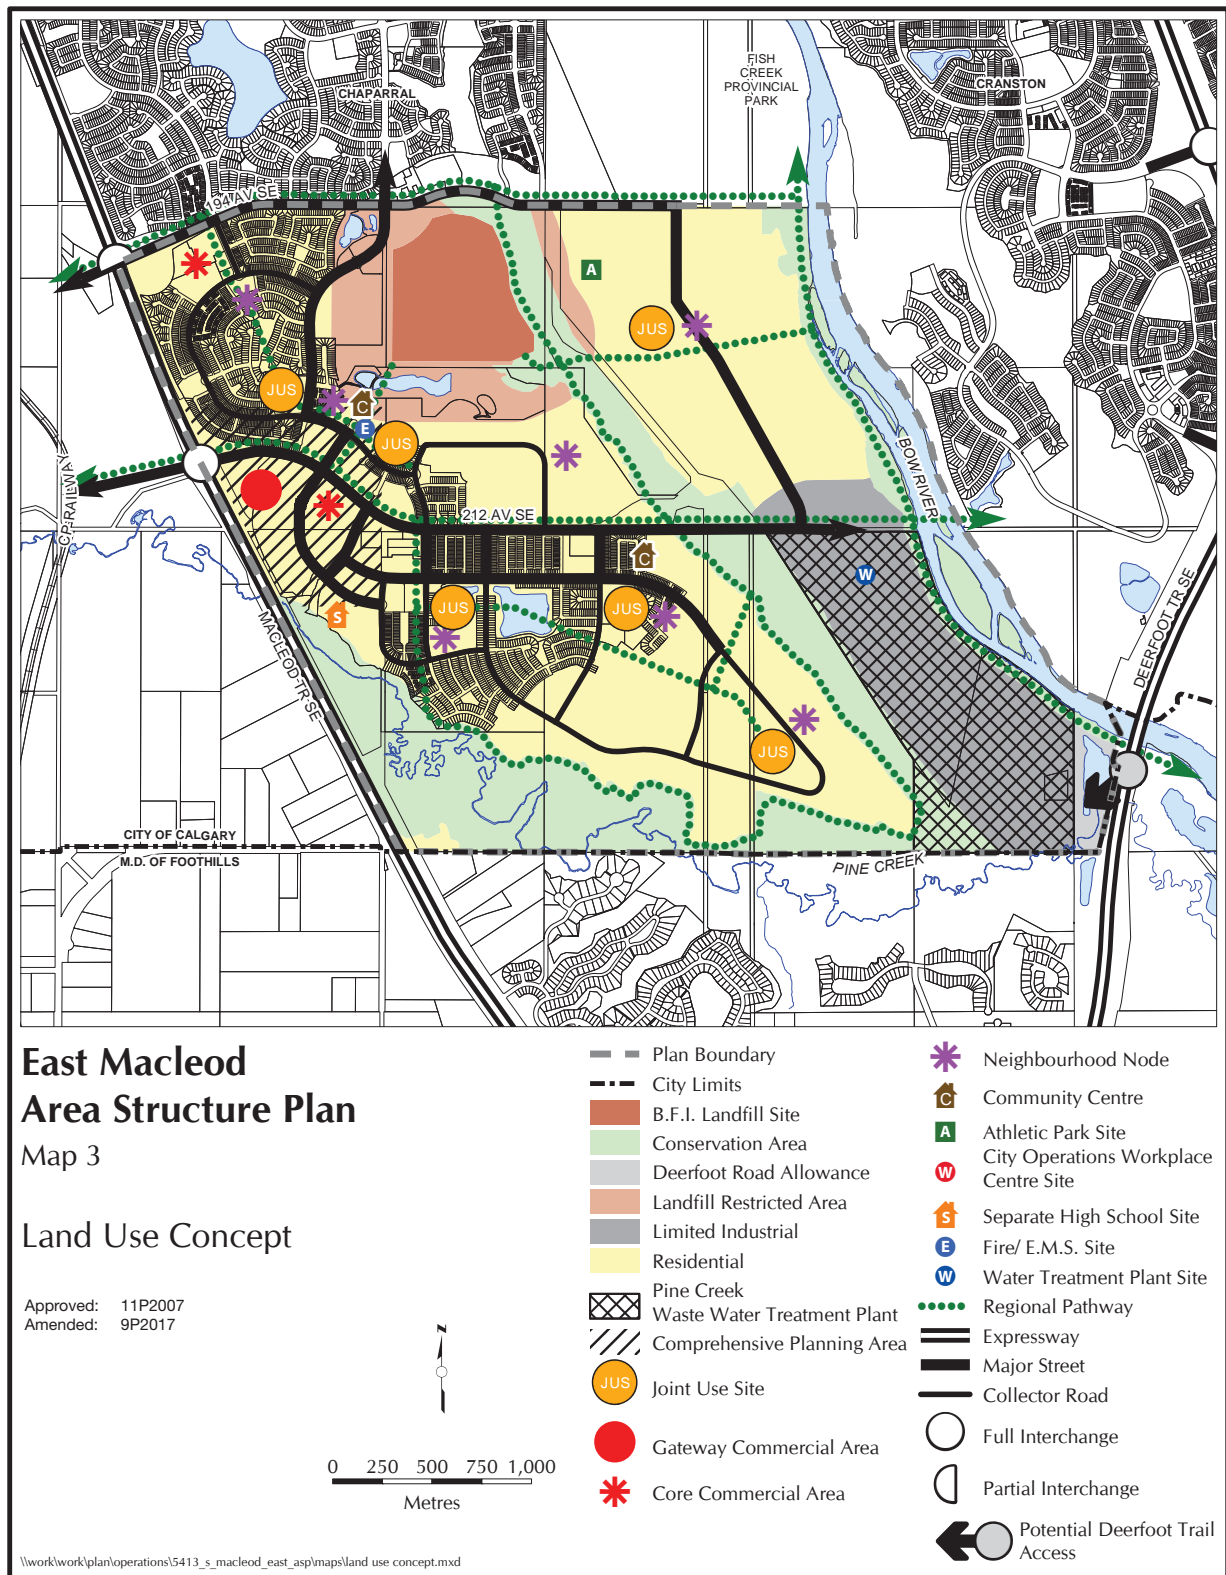 FISH
CREEK
PROVINCIAL
PARK
CHAPARRAL
CRANSTON
194 AV SE
A
JUS
JUS
C
E
JUS
BOW RIVER
C.P. RAILWAY
212 AV SE
C
W
JUS
JUS
S
MACLEOD TR SE
DEERFOOT TR SE
JUS
CITY OF CALGARY
M.D. OF FOOTHILLS
PINE CREEK
East Macleod
Area Structure Plan
Map 3
Land Use Concept
Approved: 11P2007
Amended: 9P2017
N
0 250 500 750 1,000
Metres
\\work\work\plan\operations\5413_s_macleod_east_asp\maps\land use concept.mxd
Plan Boundary
City Limits
B.F.I. Landfill Site
Conservation Area
Deerfoot Road Allowance
Landfill Restricted Area
Limited Industrial
Residential
Pine Creek
Waste Water Treatment Plant
Comprehensive Planning Area
JUS Joint Use Site
Gateway Commercial Area
Core Commercial Area
Neighbourhood Node
C Community Centre
A Athletic Park Site
W City Operations Workplace
Centre Site
S Separate High School Site
E Fire/ E.M.S. Site
W Water Treatment Plant Site
Regional Pathway
Expressway
Major Street
Collector Road
Full Interchange
Partial Interchange
Potential Deerfoot Trail
Access